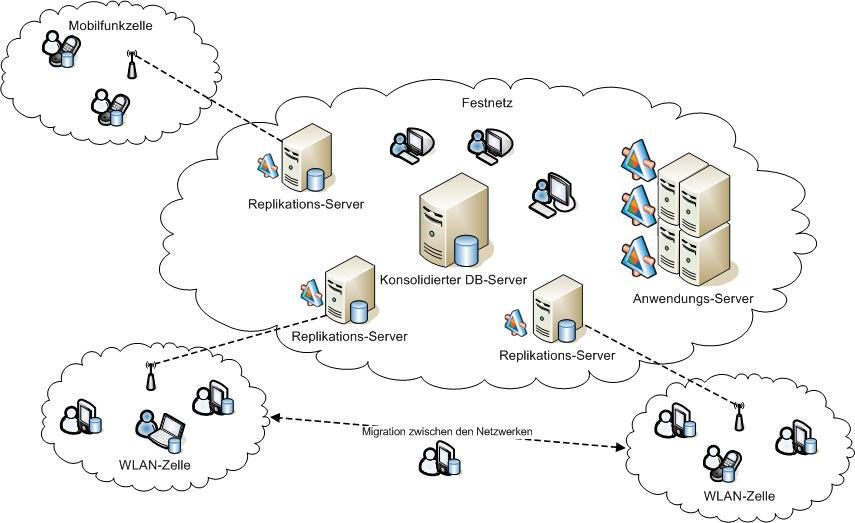 Mobilfunkzelle
Festnetz
Replikations-Server
Konsolidierter DB-Server
Anwendungs-Server
Replikations-Server
Replikations-Server
Migration zwischen den Netzwerken
WLAN-Zelle
WLAN-Zelle